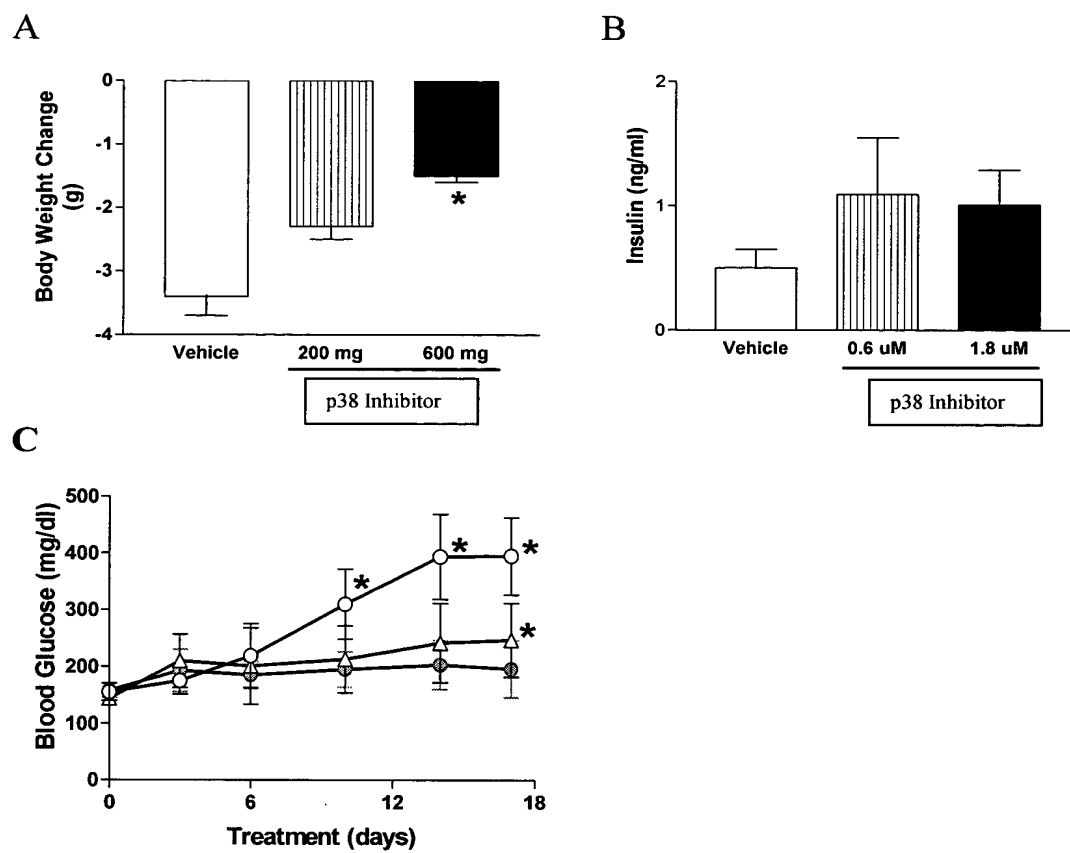 A
0
-1
-2
-3
-4
Body Weight Change
(g)
*
Vehicle 200 mg 600 mg
p38 Inhibitor
B
2
1
0
Insulin (ng/ml)
Vehicle 0.6 uM 1.8 uM
p38 Inhibitor
C
500
400
300
200
100
0
Blood Glucose (mg/dl)
* * *
*
0 6 12 18
Treatment (days)